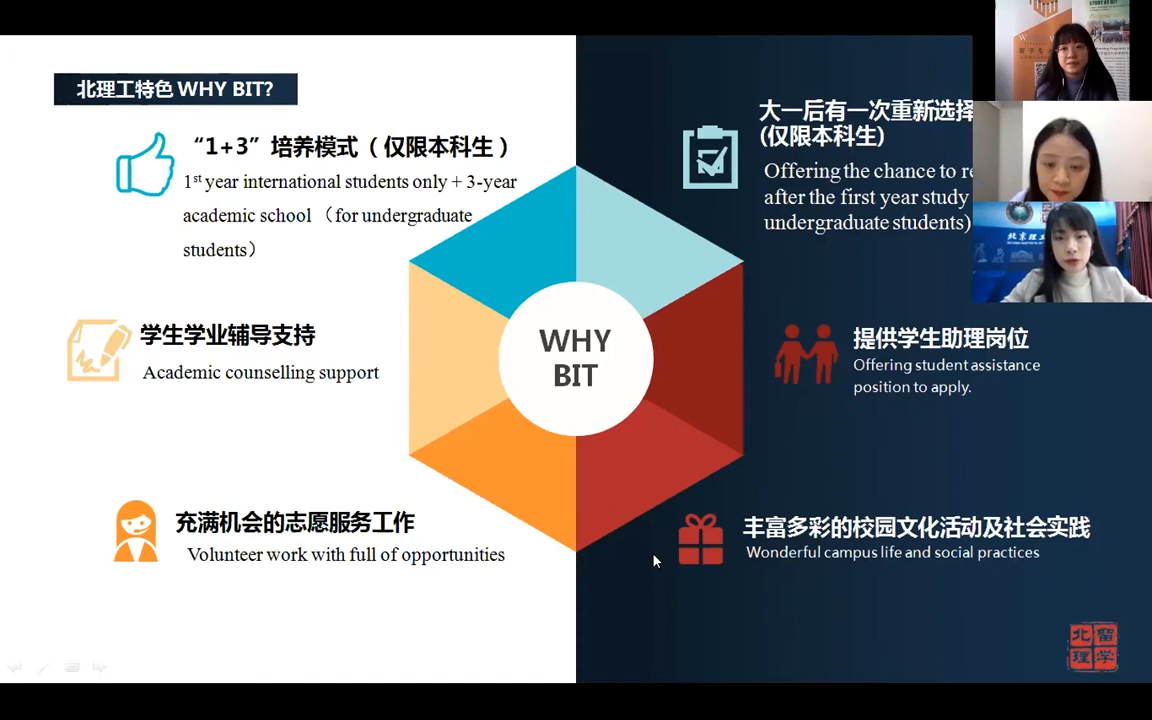 北理工特色 WHY BIT?
“1+3”培养模式（仅限本科生）
1st year international students only + 3-year
academic school （for undergraduate
students）
学生学业辅导支持
Academic counselling support
充满机会的志愿服务工作
Volunteer work with full of opportunities
WHY
BIT
大一后有一次重新选择
(仅限本科生)
Offering the chance to re
after the first year study
undergraduate students)
提供学生助理岗位
Offering student assistance
position to apply.
丰富多彩的校园文化活动及社会实践
Wonderful campus life and social practices
北留
理学
北京理工